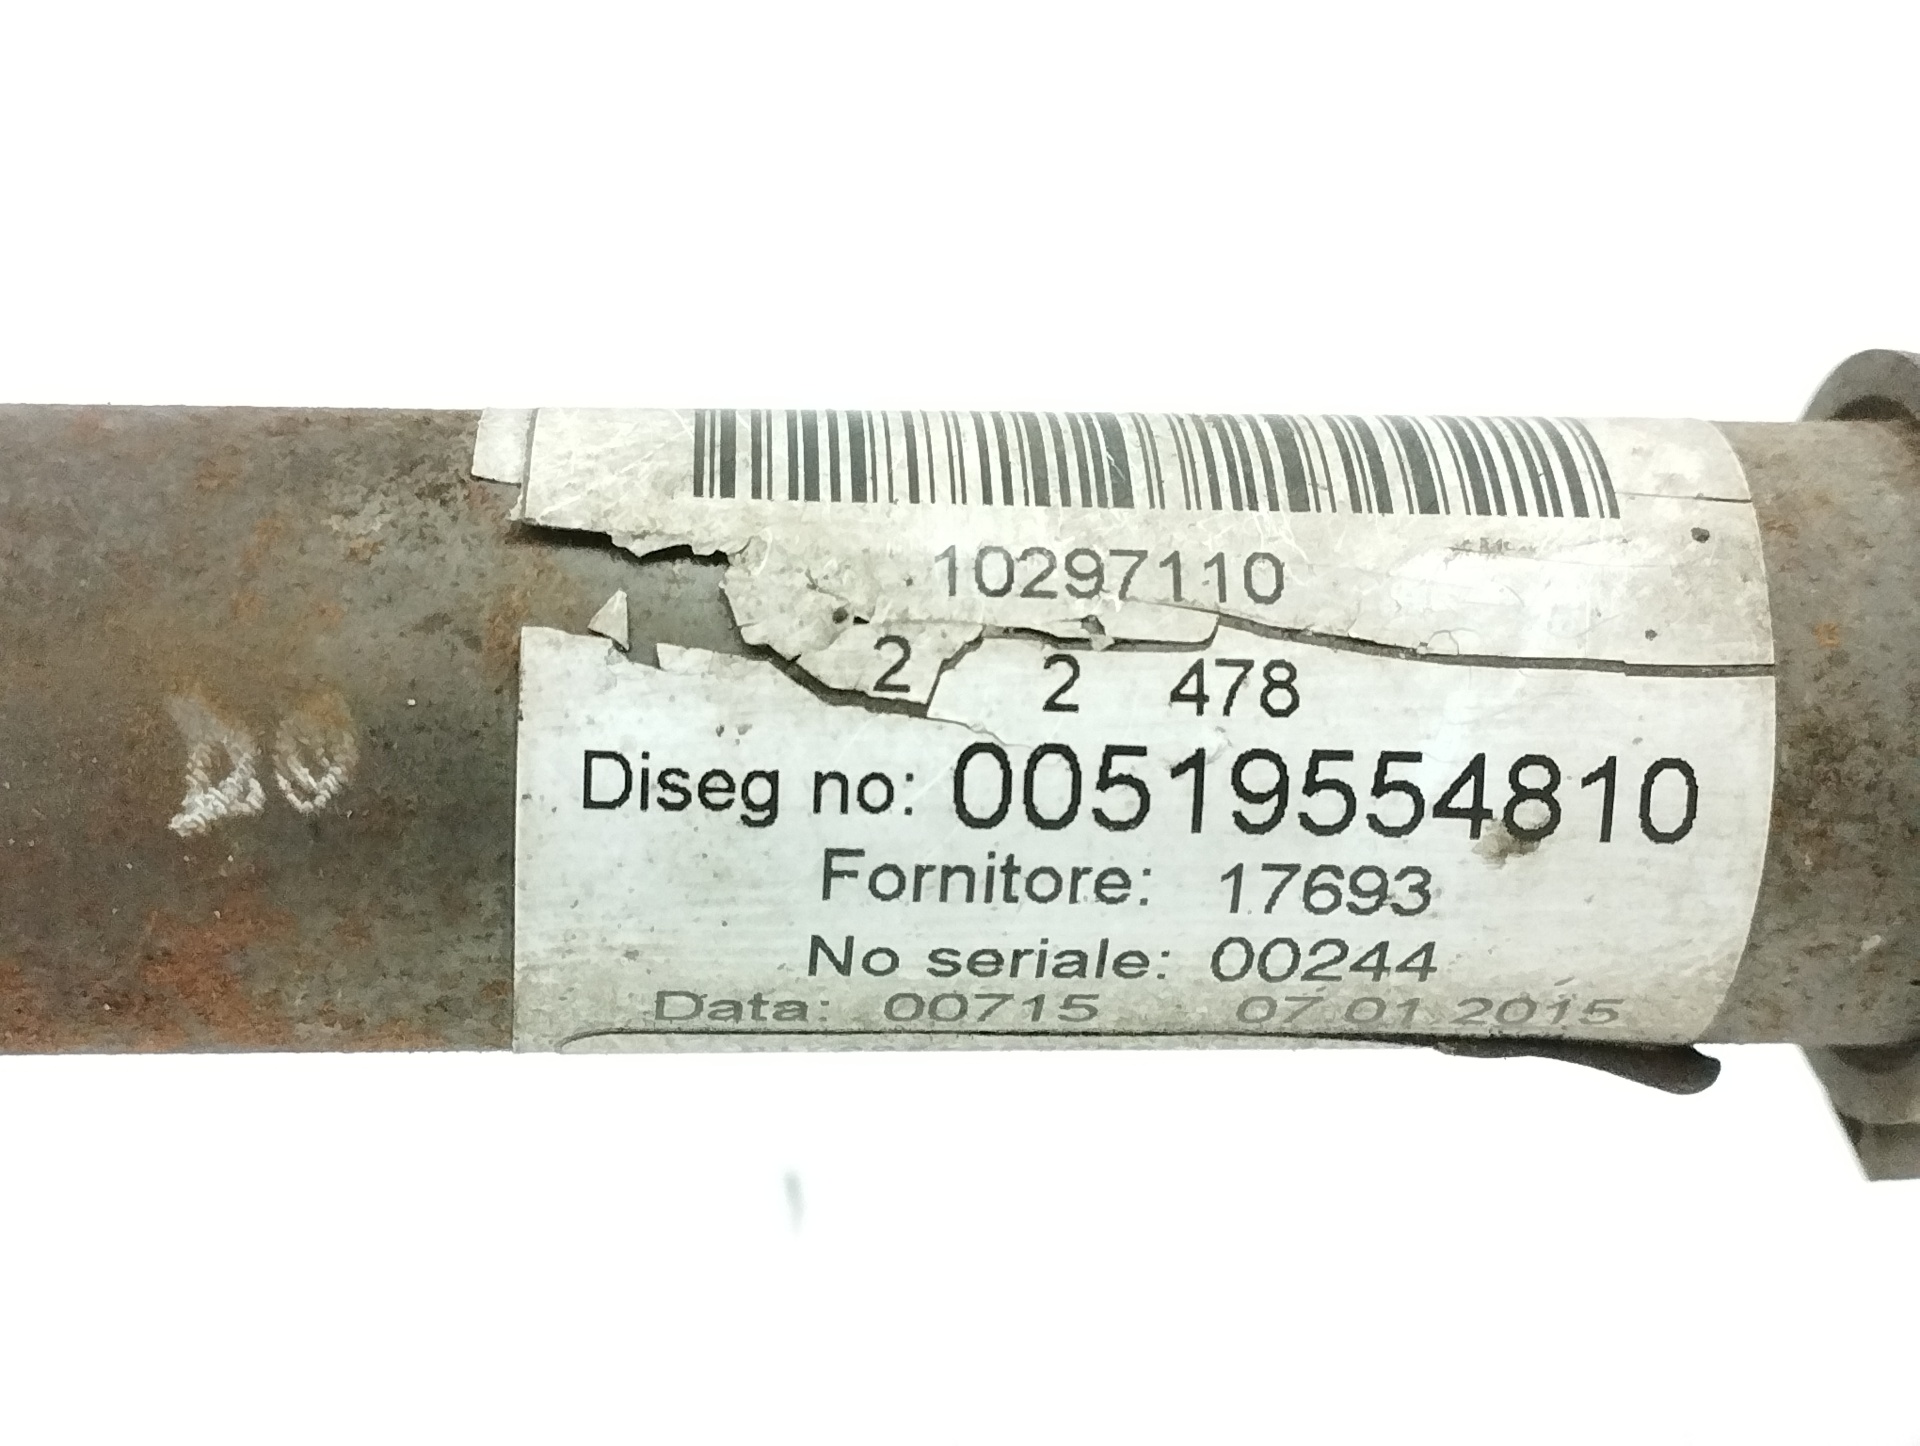 10297110
2 2 478
Diseg no: 00519554810
Fornitore: 17693
No seriale: 00244
Data: 00715 07.01.2015